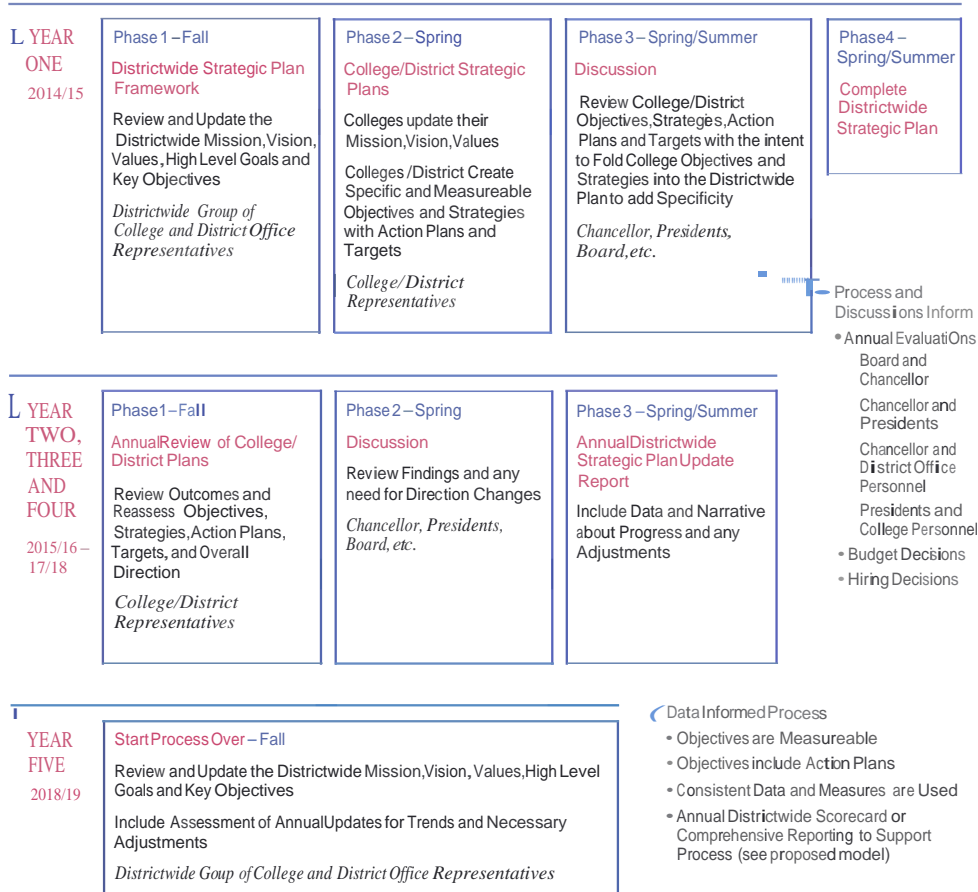 YEAR
ONE
2014/15
Phase 1 – Fall
Districtwide Strategic Plan
Framework
Review and Update the
Districtwide Mission, Vision,
Values, High Level Goals and
Key Objectives
Districtwide Group of
College and District Office
Representatives
Phase 2 – Spring
College/District Strategic
Plans
Colleges update their
Mission, Vision, Values
Colleges /District Create
Specific and Measureable
Objectives and Strategies
with Action Plans and
Targets
College/District
Representatives
Phase 3 – Spring/Summer
Discussion
Review College/District
Objectives, Strategies, Action
Plans and Targets with the intent
to Fold College Objectives and
Strategies into the Districtwide
Plan to add Specificity
Chancellor, Presidents,
Board, etc.
Phase 4 –
Spring/Summer
Complete
Districtwide
Strategic Plan
Process and
Discussions Inform
• Annual EvaluatiOns
Board and
Chancellor
Chancellor and
Presidents
Chancellor and
District Office
Personnel
Presidents and
College Personnel
• Budget Decisions
• Hiring Decisions
YEAR
TWO,
THREE
AND
FOUR
2015/16 –
17/18
Phase 1 – Fall
Annual Review of College/
District Plans
Review Outcomes and
Reassess Objectives,
Strategies, Action Plans,
Targets, and Overall
Direction
College/District
Representatives
Phase 2 – Spring
Discussion
Review Findings and any
need for Direction Changes
Chancellor, Presidents,
Board, etc.
Phase 3 – Spring/Summer
Annual Districtwide
Strategic Plan Update
Report
Include Data and Narrative
about Progress and any
Adjustments
YEAR
FIVE
2018/19
Start Process Over – Fall
Review and Update the Districtwide Mission, Vision, Values, High Level
Goals and Key Objectives
Include Assessment of Annual Updates for Trends and Necessary
Adjustments
Districtwide Goup of College and District Office Representatives
Data Informed Process
• Objectives are Measureable
• Objectives include Action Plans
• Consistent Data and Measures are Used
• Annual Districtwide Scorecard or
Comprehensive Reporting to Support
Process (see proposed model)